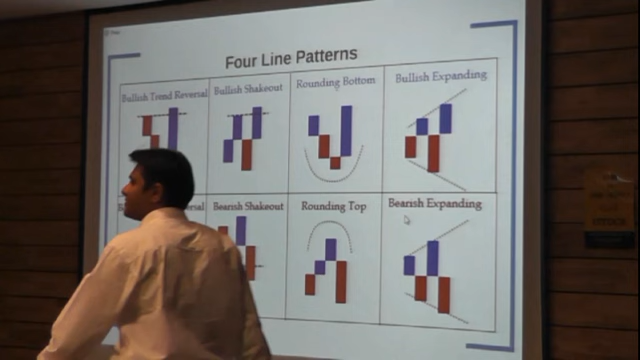 Four Line Patterns
Bullish Trend Reversal
Bullish Shakeout
Rounding Bottom
Bullish Expanding
Bearish Shakeout
Rounding Top
Bearish Expanding